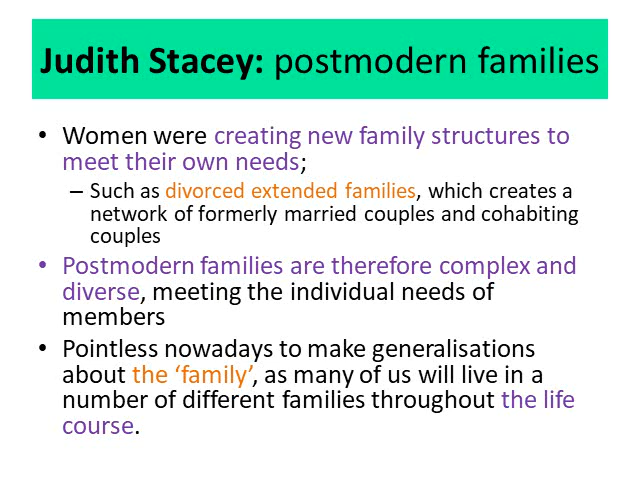 Judith Stacey: postmodern families
• Women were creating new family structures to
meet their own needs;
– Such as divorced extended families, which creates a
network of formerly married couples and cohabiting
couples
• Postmodern families are therefore complex and
diverse, meeting the individual needs of
members
• Pointless nowadays to make generalisations
about the ‘family’, as many of us will live in a
number of different families throughout the life
course.